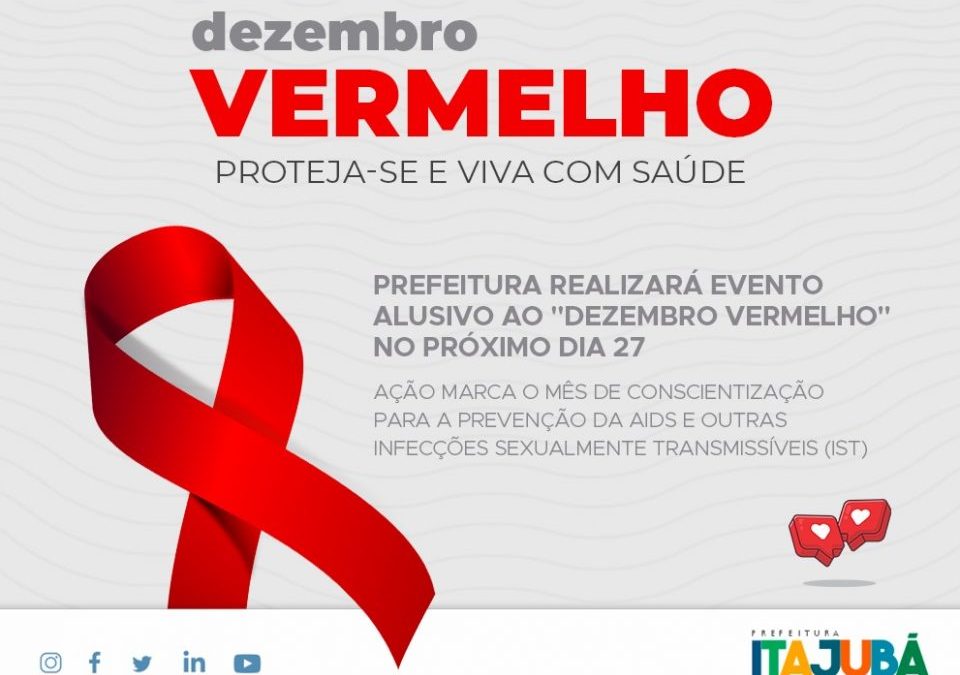 dezembro
VERMELHO
PROTEJA-SE E VIVA COM SAÚDE
PREFEITURA REALIZARÁ EVENTO
ALUSIVO AO "DEZEMBRO VERMELHO"
NO PRÓXIMO DIA 27
AÇÃO MARCA O MÊS DE CONSCIENTIZAÇÃO
PARA A PREVENÇÃO DA AIDS E OUTRAS
INFECÇÕES SEXUALMENTE TRANSMISSÍVEIS (IST)
PREFEITURA
ITAJUBÁ